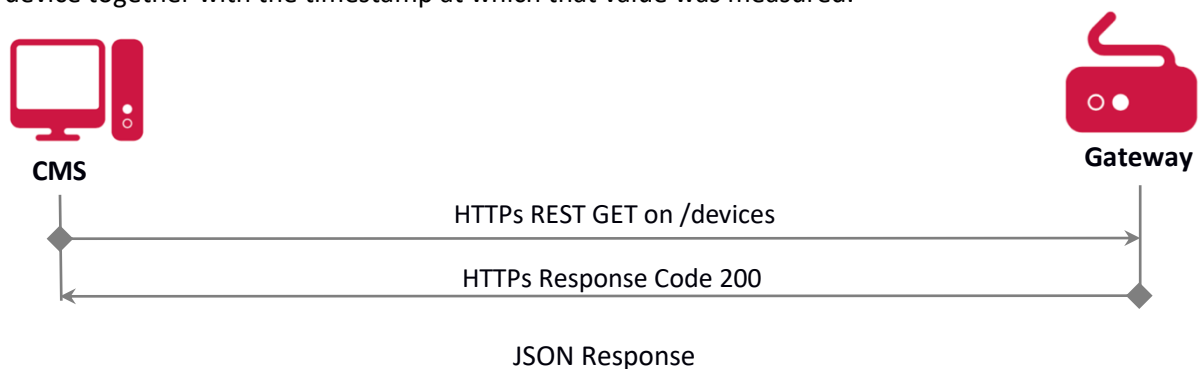 device together with the timestamp at which that value was measured.
CMS
Gateway
HTTPs REST GET on /devices
HTTPs Response Code 200
JSON Response